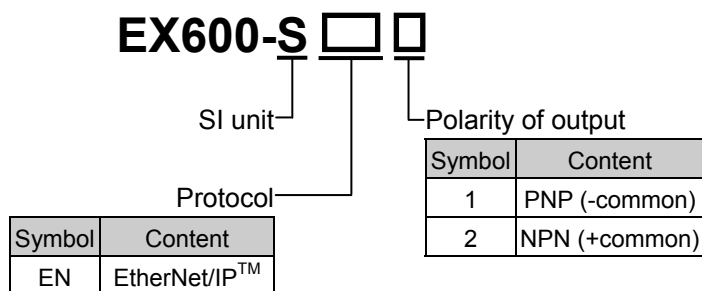 EX600-S
SI unit
Polarity of output
Symbol Content
1 PNP (-common)
2 NPN (+common)
Protocol
Symbol Content
EN EtherNet/IP™